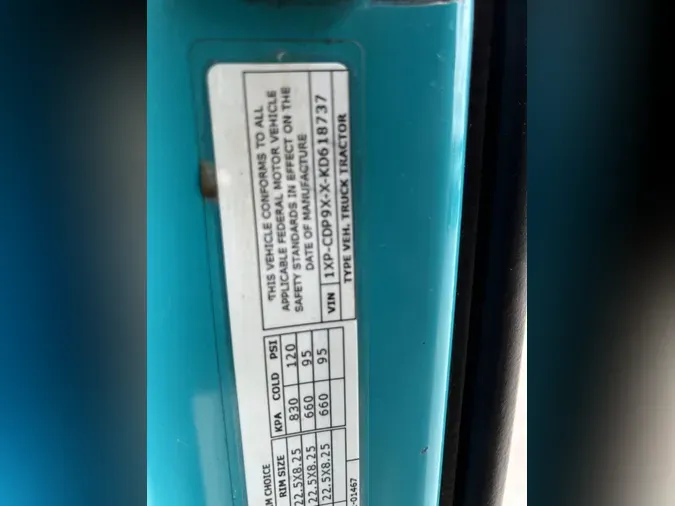 THIS VEHICLE CONFORMS TO ALL
APPLICABLE FEDERAL MOTOR VEHICLE
SAFETY STANDARDS IN EFFECT ON THE
DATE OF MANUFACTURE
VIN 1XP-CDP9X-X-KD618737
TYPE VEH. TRUCK TRACTOR
M CHOICE
RIM SIZE KPA COLD PSI
22.5X8.25 830 120
22.5X8.25 660 95
22.5X8.25 660 95
-01467